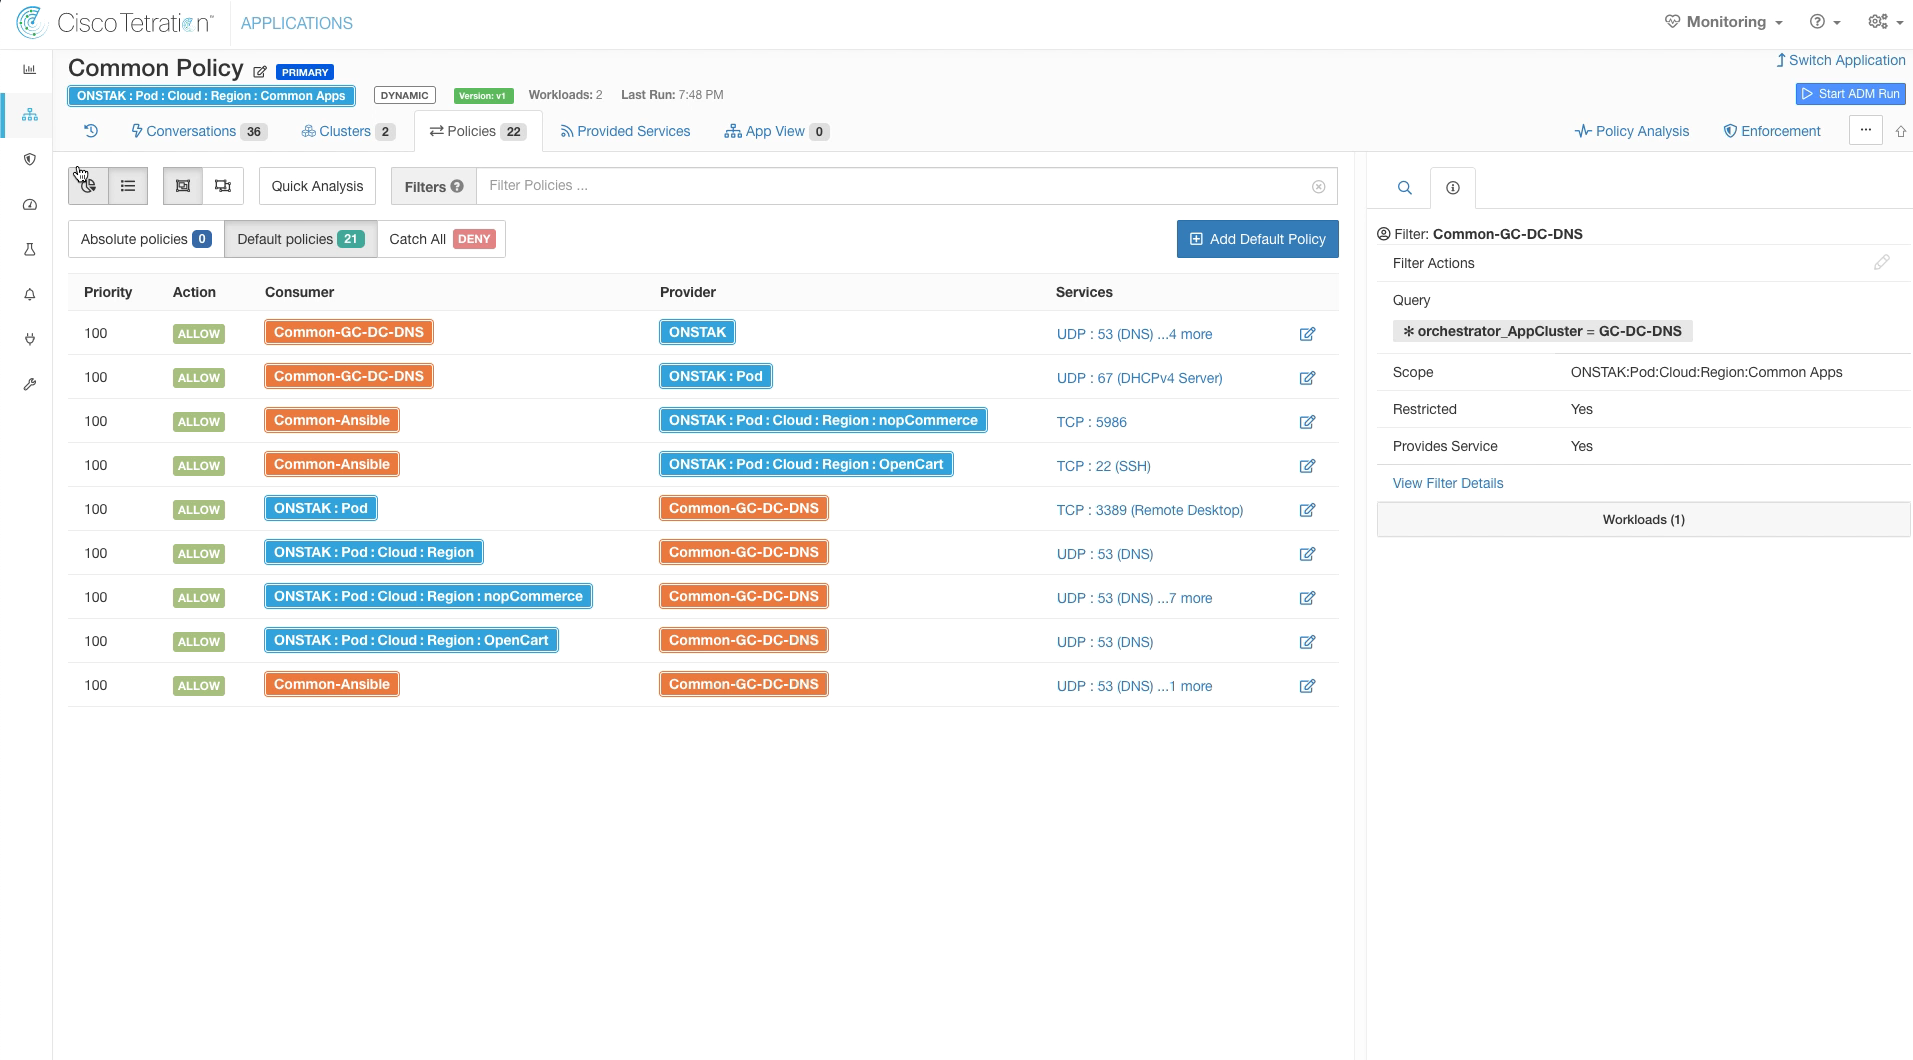 Cisco Tetration™ APPLICATIONS Monitoring
Common Policy PRIMARY Switch Application
ONSTAK : Pod : Cloud : Region : Common Apps DYNAMIC Version: v1 Workloads: 2 Last Run: 7:48 PM Start ADM Run
Conversations 36 Clusters 2 Policies 22 Provided Services App View 0 Policy Analysis Enforcement ...
Quick Analysis Filters Filter Policies ...
Absolute policies 0 Default policies 21 Catch All DENY Add Default Policy
Priority Action Consumer Provider Services
100 ALLOW Common-GC-DC-DNS ONSTAK UDP : 53 (DNS) ...4 more
100 ALLOW Common-GC-DC-DNS ONSTAK : Pod UDP : 67 (DHCPv4 Server)
100 ALLOW Common-Ansible ONSTAK : Pod : Cloud : Region : nopCommerce TCP : 5986
100 ALLOW Common-Ansible ONSTAK : Pod : Cloud : Region : OpenCart TCP : 22 (SSH)
100 ALLOW ONSTAK : Pod Common-GC-DC-DNS TCP : 3389 (Remote Desktop)
100 ALLOW ONSTAK : Pod : Cloud : Region Common-GC-DC-DNS UDP : 53 (DNS)
100 ALLOW ONSTAK : Pod : Cloud : Region : nopCommerce Common-GC-DC-DNS UDP : 53 (DNS) ...7 more
100 ALLOW ONSTAK : Pod : Cloud : Region : OpenCart Common-GC-DC-DNS UDP : 53 (DNS)
100 ALLOW Common-Ansible Common-GC-DC-DNS UDP : 53 (DNS) ...1 more
Filter: Common-GC-DC-DNS
Filter Actions
Query
* orchestrator_AppCluster = GC-DC-DNS
Scope ONSTAK:Pod:Cloud:Region:Common Apps
Restricted Yes
Provides Service Yes
View Filter Details
Workloads (1)